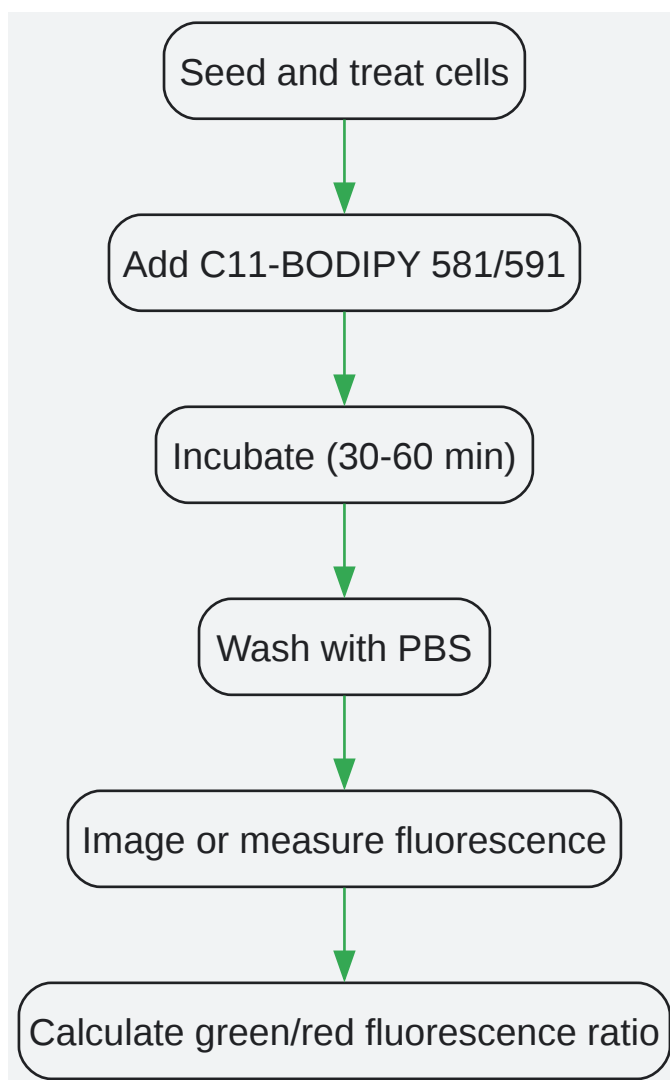 Seed and treat cells
Add C11-BODIPY 581/591
Incubate (30-60 min)
Wash with PBS
Image or measure fluorescence
Calculate green/red fluorescence ratio